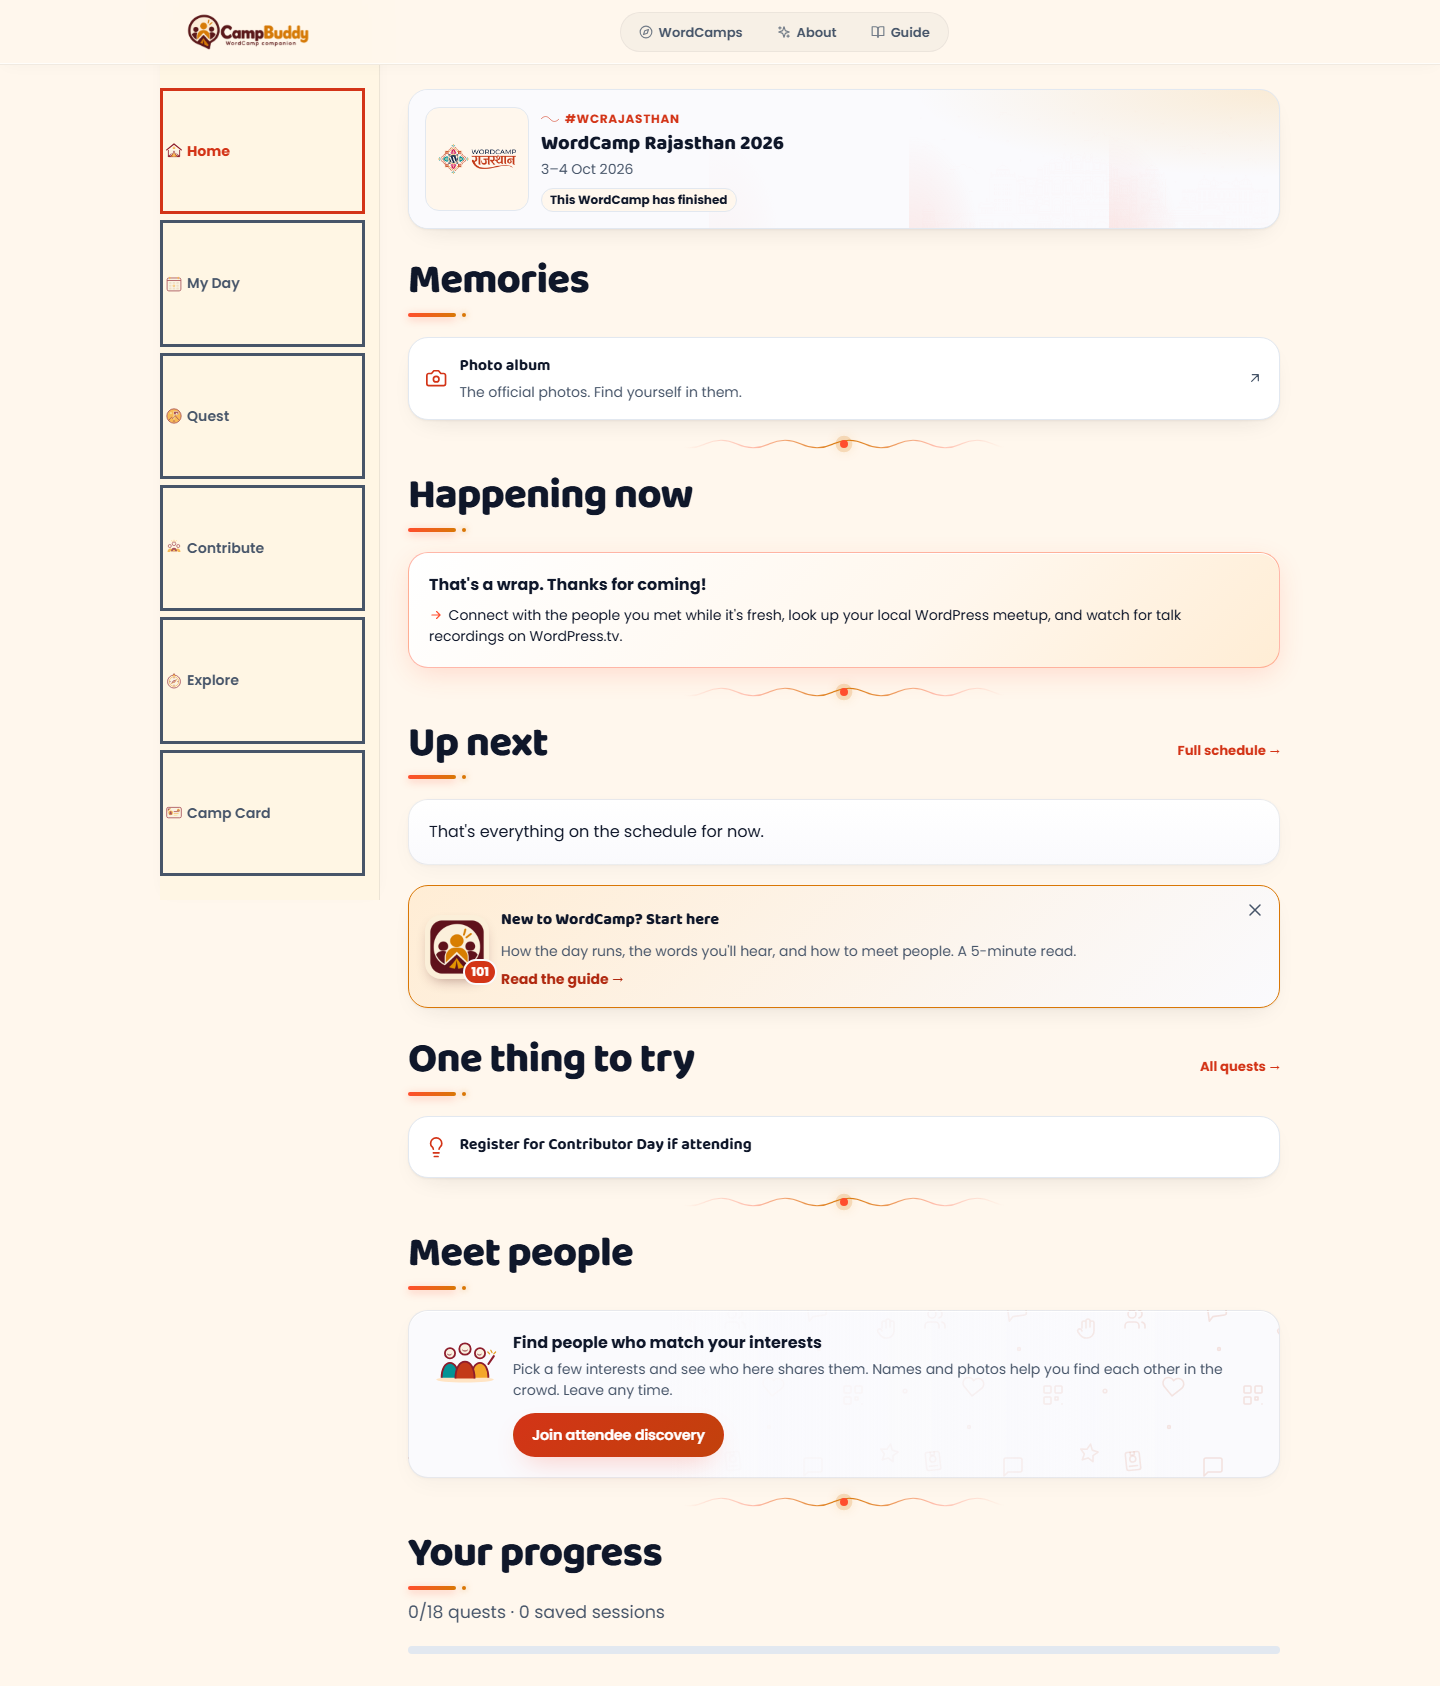 CampBuddy
WordCamp companion
WordCamps
About
Guide
Home
My Day
Quest
Contribute
Explore
Camp Card
#WCRAJASTHAN
WORDCAMP
राजस्थान
WordCamp Rajasthan 2026
3–4 Oct 2026
This WordCamp has finished
Memories
Photo album
The official photos. Find yourself in them.
Happening now
That's a wrap. Thanks for coming!
→ Connect with the people you met while it's fresh, look up your local WordPress meetup, and watch for talk
recordings on WordPress.tv.
Up next
Full schedule →
That's everything on the schedule for now.
New to WordCamp? Start here
How the day runs, the words you'll hear, and how to meet people. A 5-minute read.
101
Read the guide →
One thing to try
All quests →
Register for Contributor Day if attending
Meet people
Find people who match your interests
Pick a few interests and see who here shares them. Names and photos help you find each other in the
crowd. Leave any time.
Join attendee discovery
Your progress
0/18 quests · 0 saved sessions